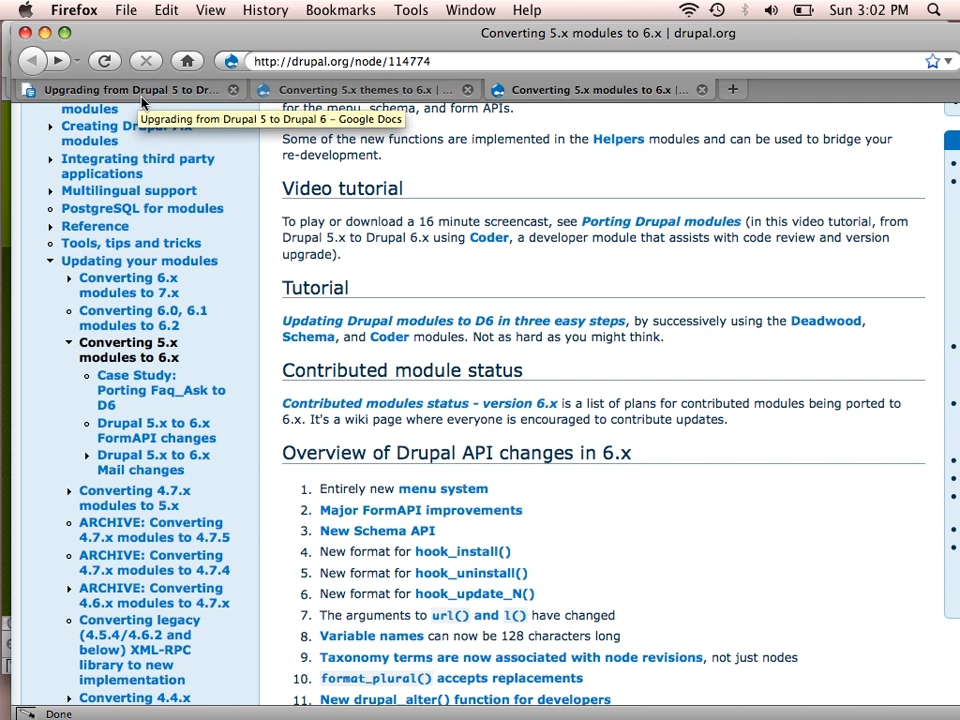 Firefox File Edit View History Bookmarks Tools Window Help Sun 3:02 PM
Converting 5.x modules to 6.x | drupal.org
http://drupal.org/node/114774
Upgrading from Drupal 5 to Dr... Converting 5.x themes to 6.x | ... Converting 5.x modules to 6.x |...
Upgrading from Drupal 5 to Drupal 6 – Google Docs
modules
Creating Drupal 7.x
modules
Integrating third party
applications
Multilingual support
PostgreSQL for modules
Reference
Tools, tips and tricks
Updating your modules
Converting 6.x
modules to 7.x
Converting 6.0, 6.1
modules to 6.2
Converting 5.x
modules to 6.x
Case Study:
Porting Faq_Ask to
D6
Drupal 5.x to 6.x
FormAPI changes
Drupal 5.x to 6.x
Mail changes
Converting 4.7.x
modules to 5.x
ARCHIVE: Converting
4.7.x modules to 4.7.5
ARCHIVE: Converting
4.7.x modules to 4.7.4
ARCHIVE: Converting
4.6.x modules to 4.7.x
Converting legacy
(4.5.4/4.6.2 and
below) XML-RPC
library to new
implementation
Converting 4.4.x
for the menu, schema, and form APIs.
Some of the new functions are implemented in the Helpers modules and can be used to bridge your
re-development.
Video tutorial
To play or download a 16 minute screencast, see Porting Drupal modules (in this video tutorial, from
Drupal 5.x to Drupal 6.x using Coder, a developer module that assists with code review and version
upgrade).
Tutorial
Updating Drupal modules to D6 in three easy steps, by successively using the Deadwood,
Schema, and Coder modules. Not as hard as you might think.
Contributed module status
Contributed modules status - version 6.x is a list of plans for contributed modules being ported to
6.x. It's a wiki page where everyone is encouraged to contribute updates.
Overview of Drupal API changes in 6.x
1. Entirely new menu system
2. Major FormAPI improvements
3. New Schema API
4. New format for hook_install()
5. New format for hook_uninstall()
6. New format for hook_update_N()
7. The arguments to url() and l() have changed
8. Variable names can now be 128 characters long
9. Taxonomy terms are now associated with node revisions, not just nodes
10. format_plural() accepts replacements
11. New drupal_alter() function for developers
Done